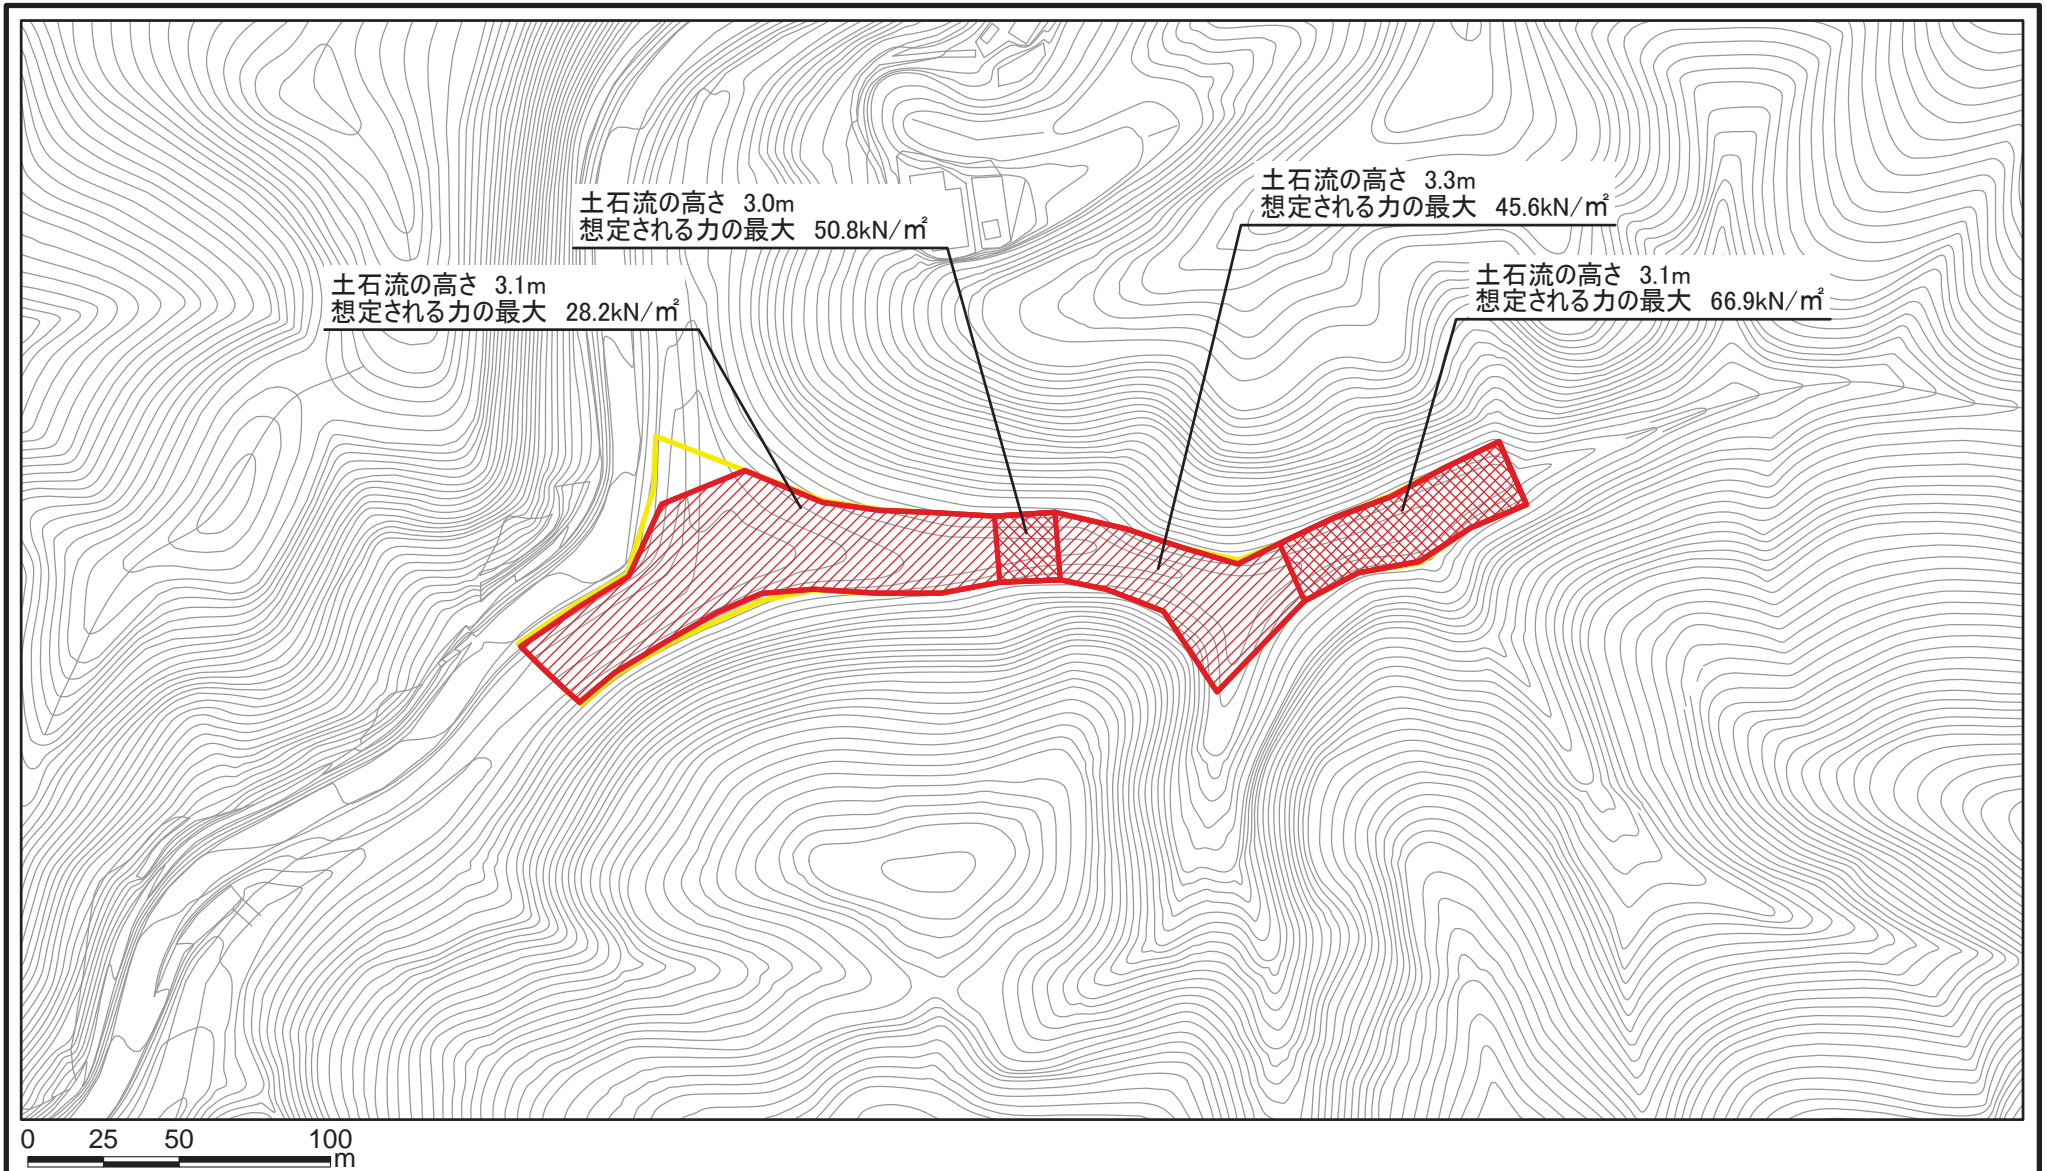 土石流の高さ 3.3m
想定される力の最大 45.6kN/㎡
土石流の高さ 3.0m
想定される力の最大 50.8kN/㎡
土石流の高さ 3.1m
想定される力の最大 66.9kN/㎡
土石流の高さ 3.1m
想定される力の最大 28.2kN/㎡
0 25 50 100
m